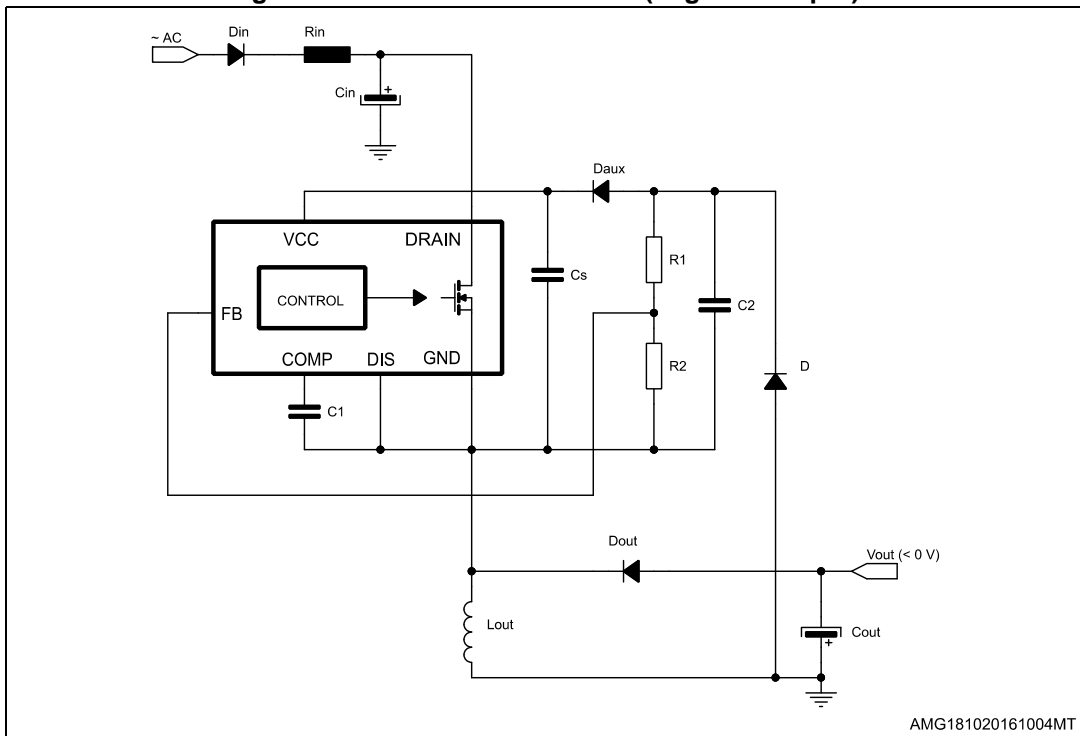 ~ AC
Din
Rin
Cin
+
Daux
VCC
DRAIN
CONTROL
FB
COMP
DIS
GND
Cs
R1
R2
C2
D
C1
Dout
Vout (< 0 V)
Lout
Cout
+
AMG181020161004MT